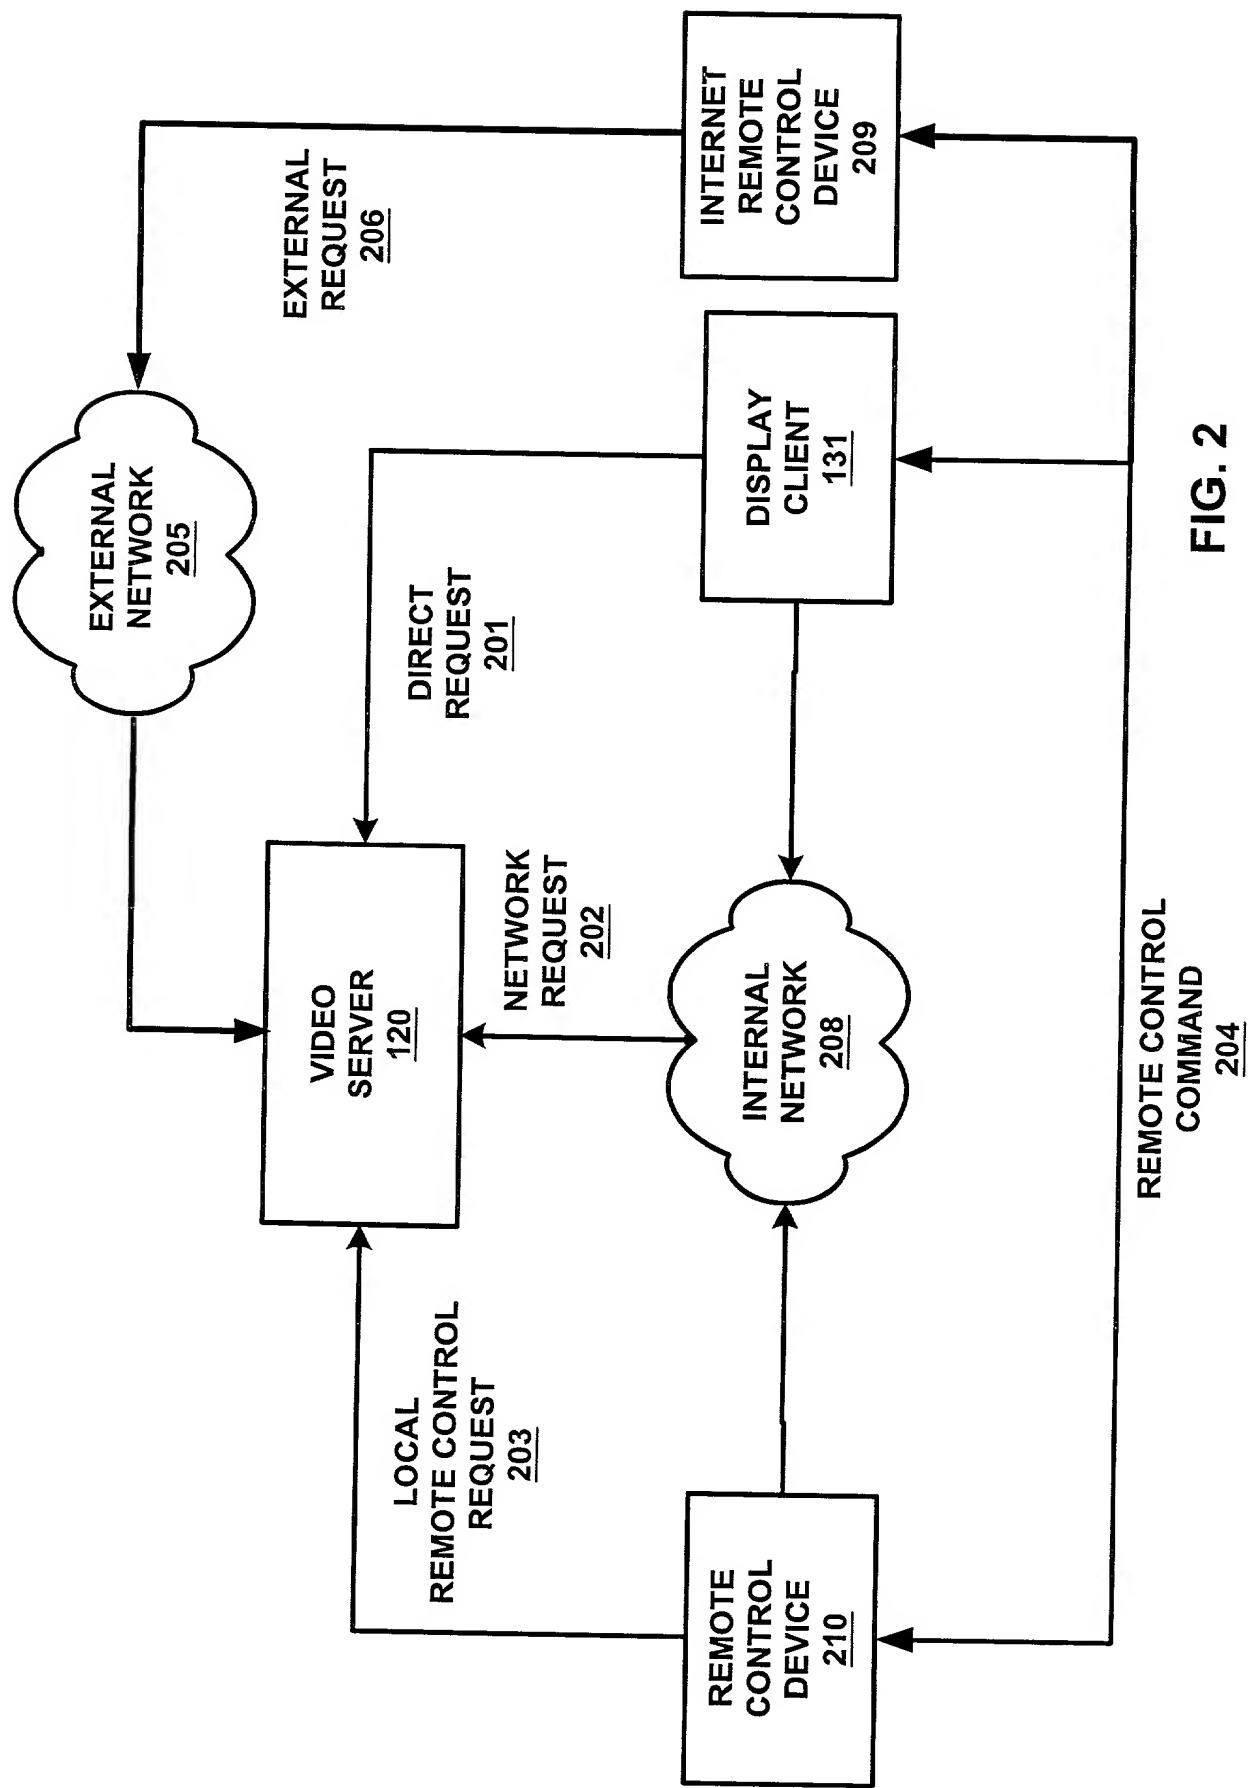 EXTERNAL
NETWORK
205
EXTERNAL
REQUEST
206
VIDEO
SERVER
120
LOCAL
REMOTE CONTROL
REQUEST
203
NETWORK
REQUEST
202
DIRECT
REQUEST
201
REMOTE
CONTROL
DEVICE
210
INTERNAL
NETWORK
208
DISPLAY
CLIENT
131
INTERNET
REMOTE
CONTROL
DEVICE
209
REMOTE CONTROL
COMMAND
204
FIG. 2